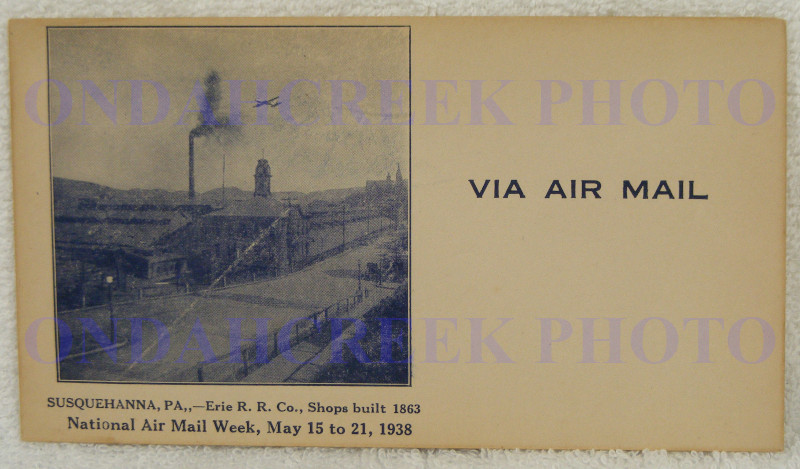 ONDAHCREEK PHOTO
VIA AIR MAIL
ONDAHCREEK PHOTO
SUSQUEHANNA, PA,,—Erie R. R. Co., Shops built 1863
National Air Mail Week, May 15 to 21, 1938